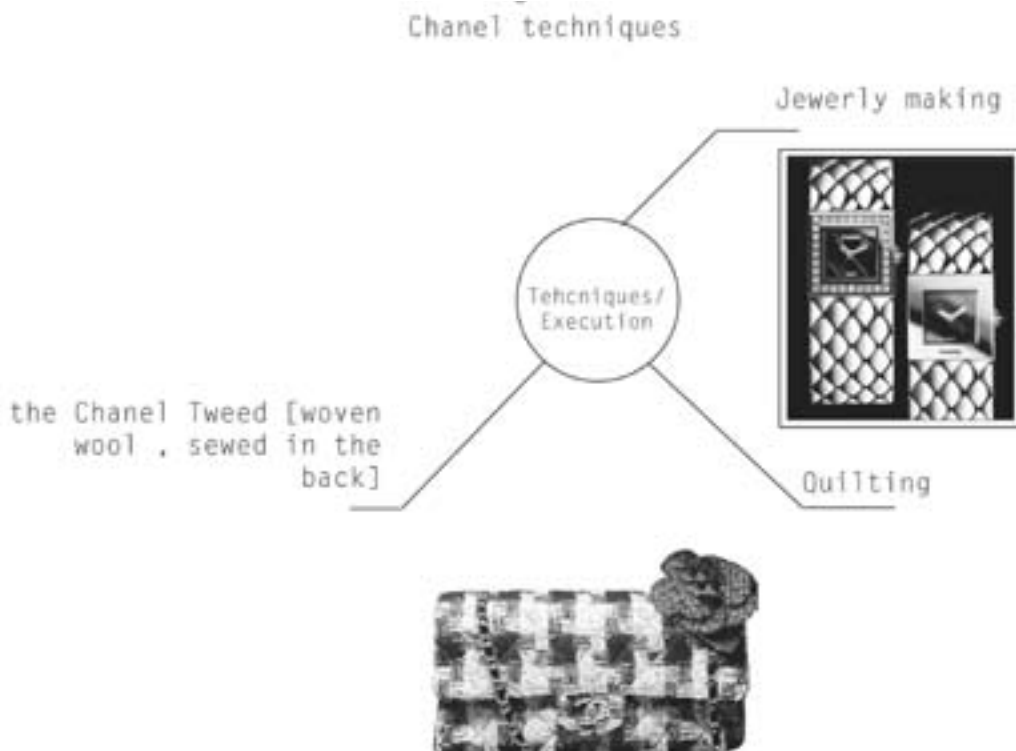 Chanel techniques
Jewerly making
Tehcniques/
Execution
the Chanel Tweed [woven
wool , sewed in the
back]
Quilting